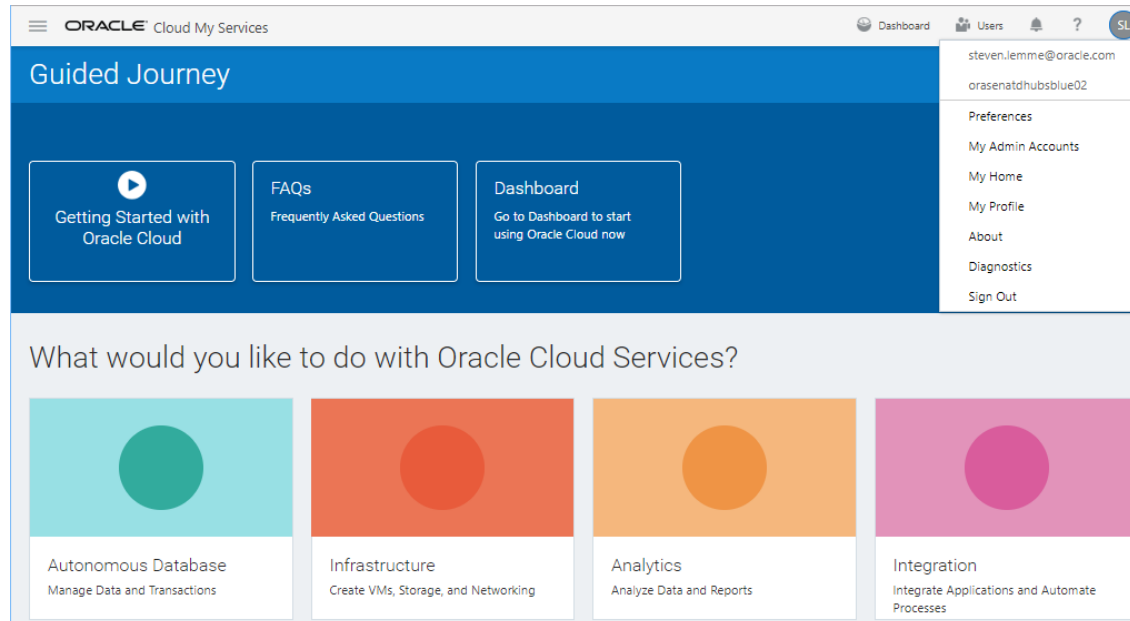 ORACLE Cloud My Services
Dashboard
Users
?
SL
steven.lemme@oracle.com
orasenatdhubsblue02
Preferences
My Admin Accounts
My Home
My Profile
About
Diagnostics
Sign Out
Guided Journey
Getting Started with
Oracle Cloud
FAQs
Frequently Asked Questions
Dashboard
Go to Dashboard to start
using Oracle Cloud now
What would you like to do with Oracle Cloud Services?
Autonomous Database
Manage Data and Transactions
Infrastructure
Create VMs, Storage, and Networking
Analytics
Analyze Data and Reports
Integration
Integrate Applications and Automate
Processes